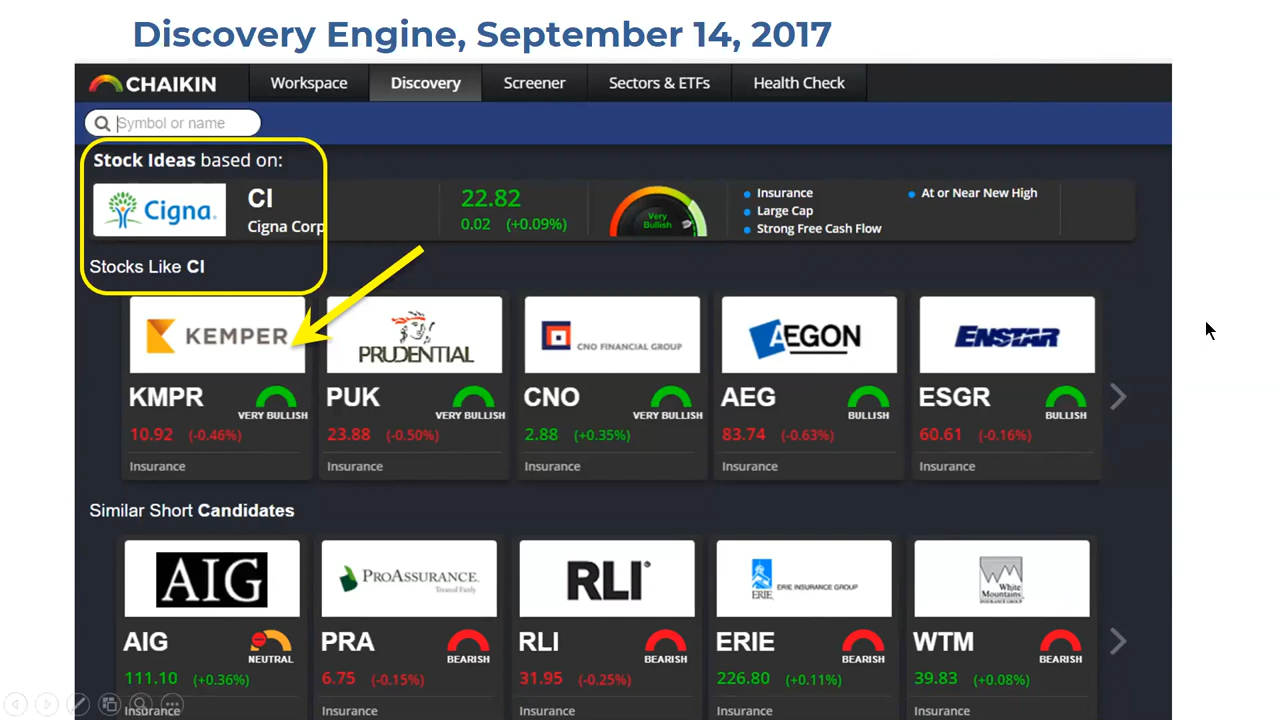 Discovery Engine, September 14, 2017
CHAIKIN Workspace Discovery Screener Sectors & ETFs Health Check
Symbol or name
Stock Ideas based on:
Cigna. CI
Cigna Corp
22.82
0.02 (+0.09%)
Very Bullish
Insurance
Large Cap
Strong Free Cash Flow
At or Near New High
Stocks Like CI
KEMPER PRUDENTIAL CNO FINANCIAL GROUP AEGON ENSTAR
KMPR VERY BULLISH PUK VERY BULLISH CNO VERY BULLISH AEG BULLISH ESGR BULLISH
10.92 (-0.46%) 23.88 (-0.50%) 2.88 (+0.35%) 83.74 (-0.63%) 60.61 (-0.16%)
Insurance Insurance Insurance Insurance Insurance
Similar Short Candidates
AIG PROASSURANCE. Treated Fairly RLI ERIE ERIE INSURANCE GROUP White Mountains INSURANCE GROUP
AIG NEUTRAL PRA BEARISH RLI BEARISH ERIE BEARISH WTM BEARISH
111.10 (+0.36%) 6.75 (-0.15%) 31.95 (-0.25%) 226.80 (+0.11%) 39.83 (+0.08%)
Insurance Insurance Insurance Insurance Insurance